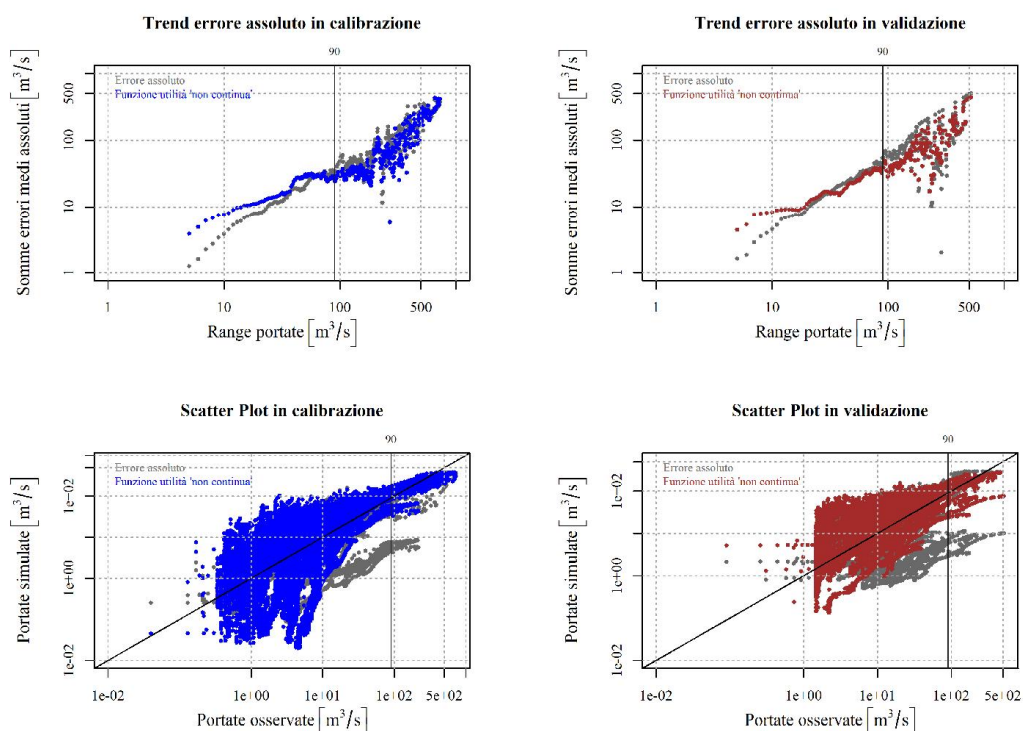 Trend errore assoluto in calibrazione
90
Somme errori medi assoluti [m³/s]
500
100
10
1
Errore assoluto
Funzione utilità 'non continua'
1 10 100 500
Range portate [m³/s]
Trend errore assoluto in validazione
90
Somme errori medi assoluti [m³/s]
500
100
10
1
Errore assoluto
Funzione utilità 'non continua'
1 10 100 500
Range portate [m³/s]
Scatter Plot in calibrazione
90
Portate simulate [m³/s]
1e-02
1e+00
1e-02
Errore assoluto
Funzione utilità 'non continua'
1e-02 1e+00 1e+01 1e+02 5e+02
Portate osservate [m³/s]
Scatter Plot in validazione
90
Portate simulate [m³/s]
1e-02
1e+00
1e-02
Errore assoluto
Funzione utilità 'non continua'
1e-02 1e+00 1e+01 1e+02 5e+02
Portate osservate [m³/s]